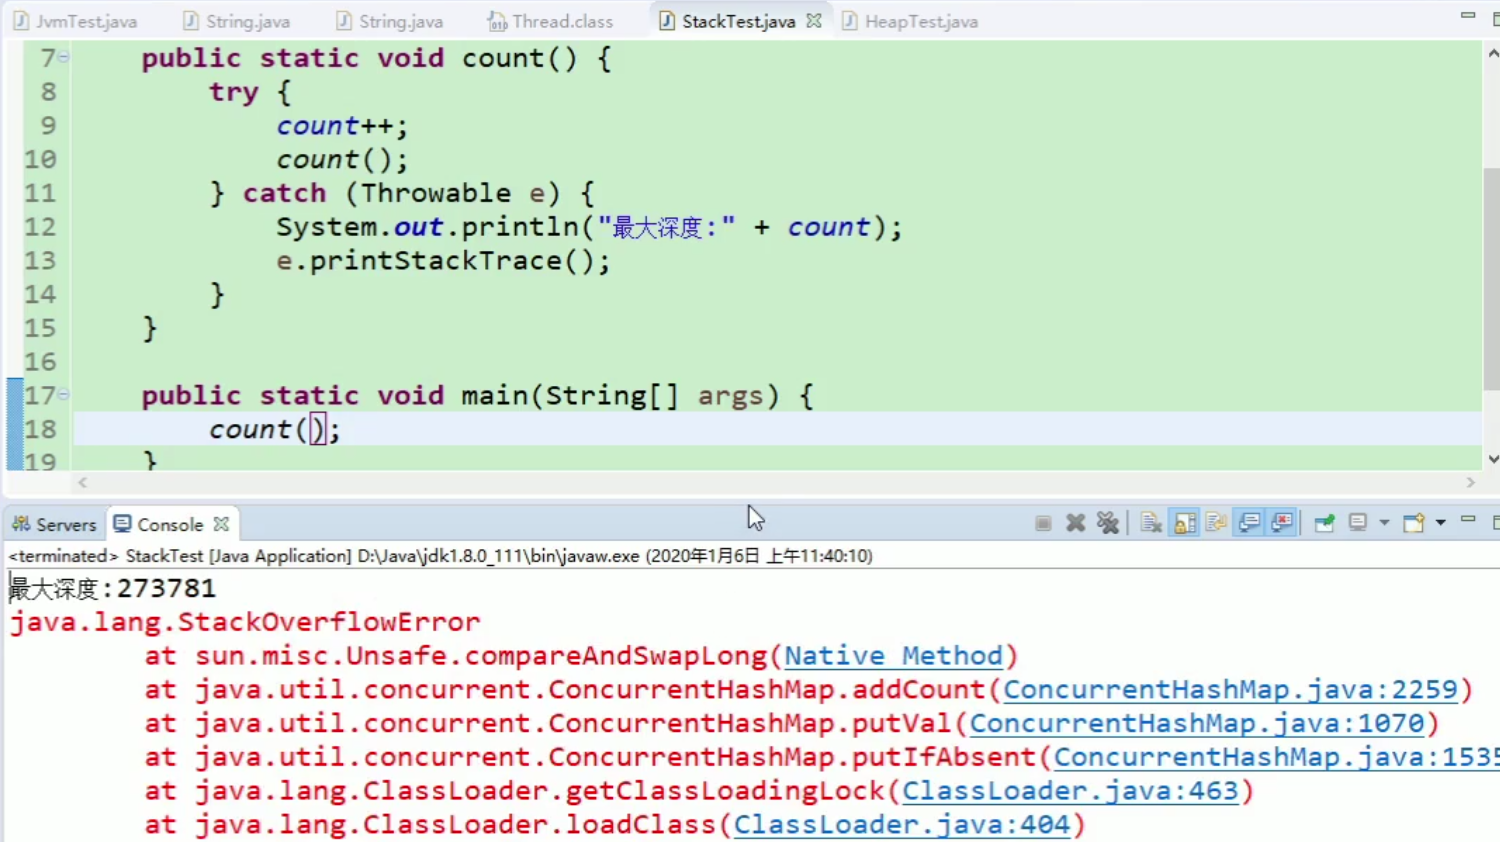 JvmTest.java String.java String.java Thread.class StackTest.java HeapTest.java
7 public static void count() {
8 try {
9 count++;
10 count();
11 } catch (Throwable e) {
12 System.out.println("最大深度:" + count);
13 e.printStackTrace();
14 }
15 }
16
17 public static void main(String[] args) {
18 count();
19 }
Servers Console
<terminated> StackTest [Java Application] D:\Java\jdk1.8.0_111\bin\javaw.exe (2020年1月6日 上午11:40:10)
最大深度:273781
java.lang.StackOverflowError
at sun.misc.Unsafe.compareAndSwapLong(Native Method)
at java.util.concurrent.ConcurrentHashMap.addCount(ConcurrentHashMap.java:2259)
at java.util.concurrent.ConcurrentHashMap.putVal(ConcurrentHashMap.java:1070)
at java.util.concurrent.ConcurrentHashMap.putIfAbsent(ConcurrentHashMap.java:1535
at java.lang.ClassLoader.getClassLoadingLock(ClassLoader.java:463)
at java.lang.ClassLoader.loadClass(ClassLoader.java:404)